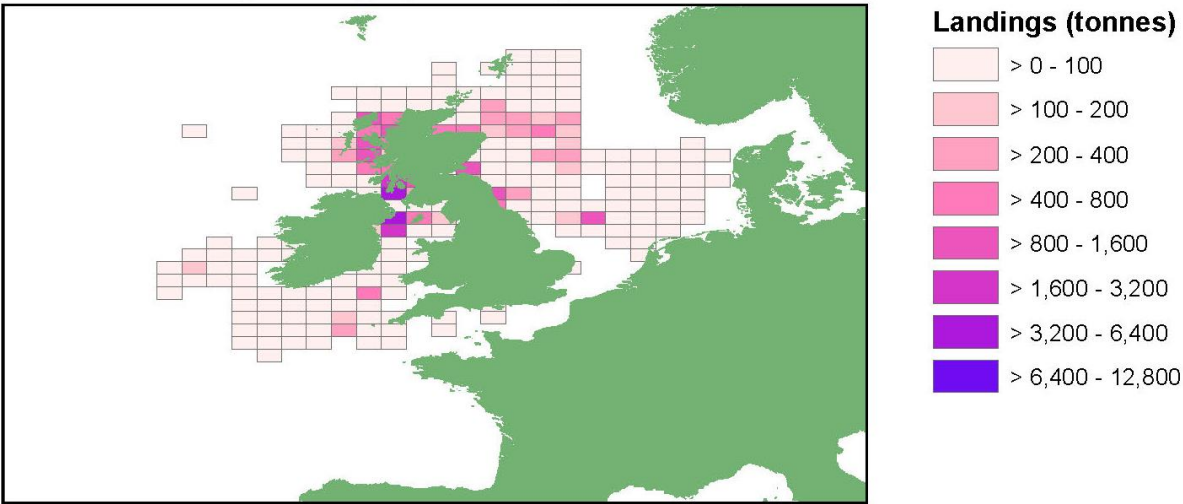 Landings (tonnes)
> 0 - 100
> 100 - 200
> 200 - 400
> 400 - 800
> 800 - 1,600
> 1,600 - 3,200
> 3,200 - 6,400
> 6,400 - 12,800